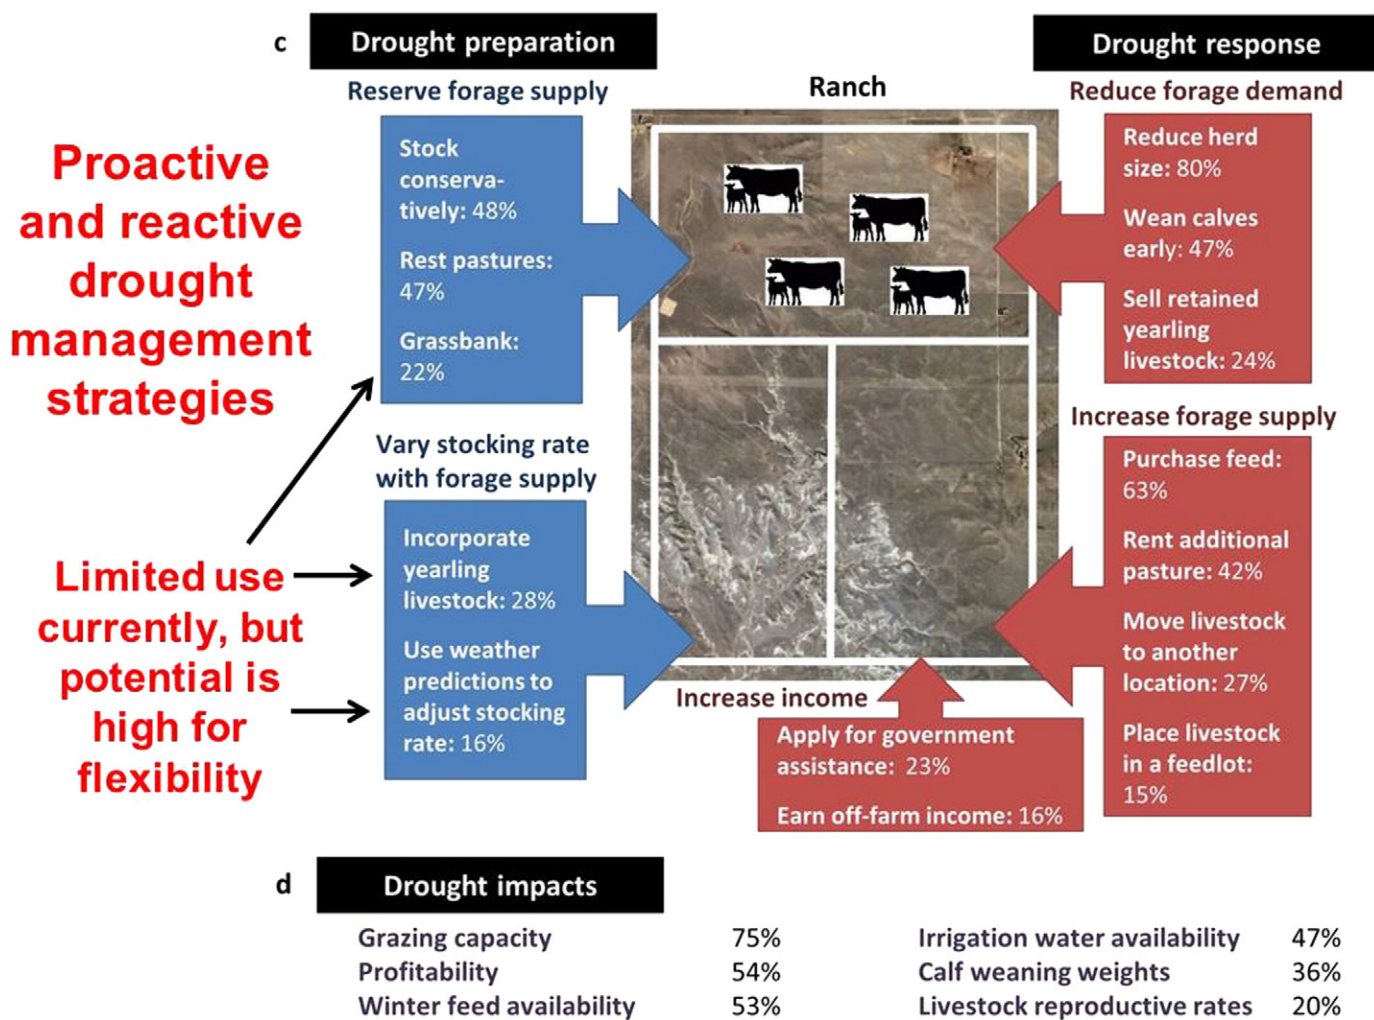 c
Drought preparation
Drought response
Reserve forage supply
Ranch
Reduce forage demand
Proactive
and reactive
drought
management
strategies
Stock
conserva-
tively: 48%
Rest pastures:
47%
Grassbank:
22%
Reduce herd
size: 80%
Wean calves
early: 47%
Sell retained
yearling
livestock: 24%
Vary stocking rate
with forage supply
Increase forage supply
Limited use
currently, but
potential is
high for
flexibility
Incorporate
yearling
livestock: 28%
Use weather
predictions to
adjust stocking
rate: 16%
Purchase feed:
63%
Rent additional
pasture: 42%
Move livestock
to another
location: 27%
Place livestock
in a feedlot:
15%
Increase income
Apply for government
assistance: 23%
Earn off-farm income: 16%
d
Drought impacts
Grazing capacity 75% Irrigation water availability 47%
Profitability 54% Calf weaning weights 36%
Winter feed availability 53% Livestock reproductive rates 20%